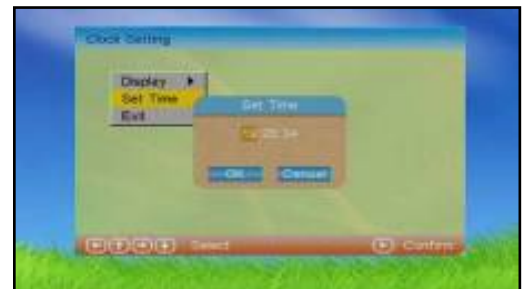 Clock Setting
Display
Set Time
Exit
Set Time
OK Cancel
Select Confirm